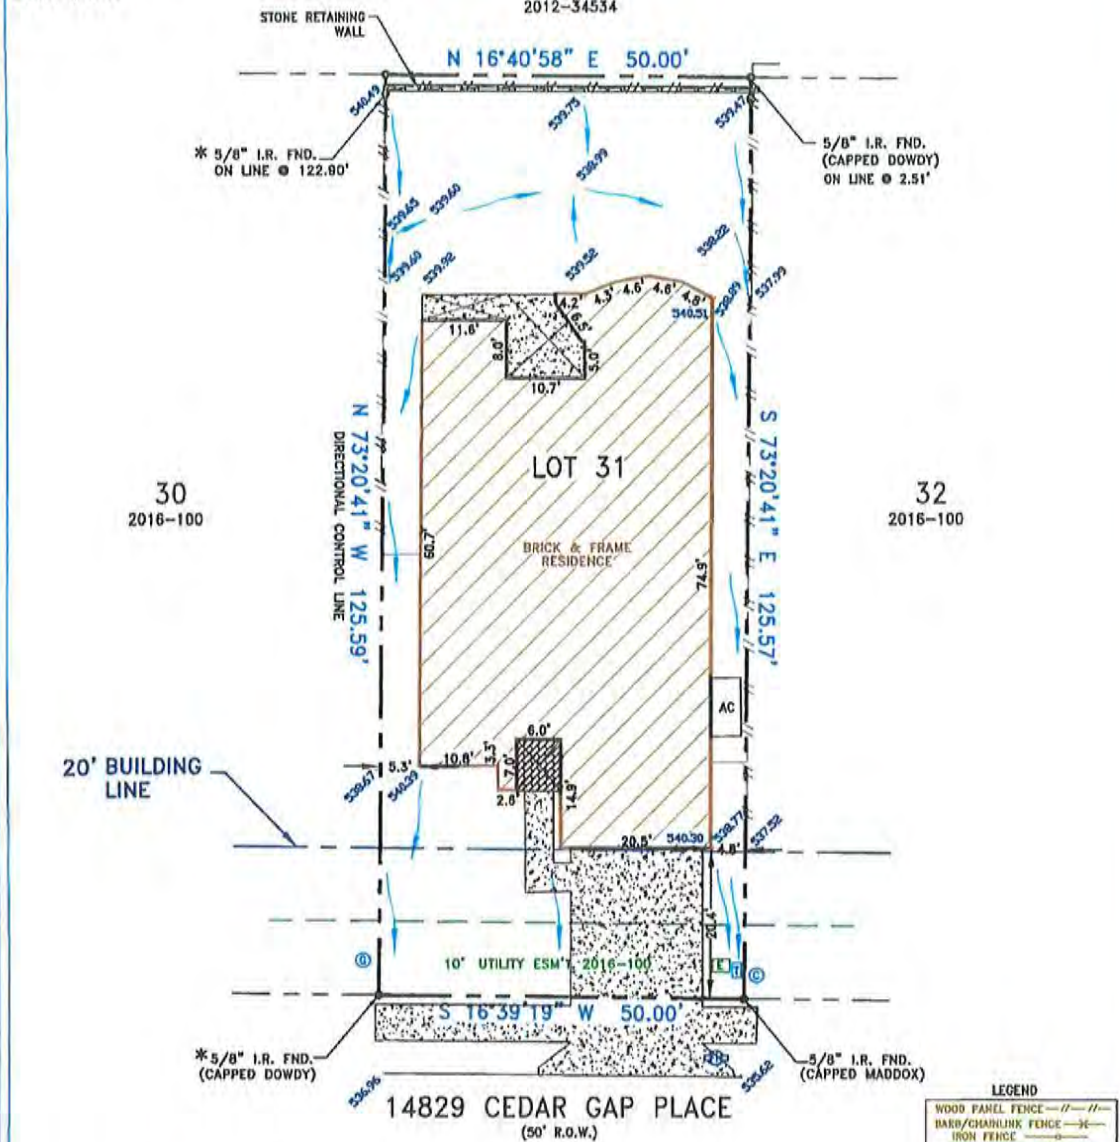 2012-34534
STONE RETAINING
WALL
N 16°40'58" E 50.00'
540.49
539.75
539.47
* 5/8" I.R. FND.
ON LINE @ 122.90'
5/8" I.R. FND.
(CAPPED DOWDY)
ON LINE @ 2.51'
538.99
539.65
539.60
538.22
539.60
539.92
539.52
538.89
537.99
4.2'
4.3'
4.6'
4.6'
4.8'
540.51
6.5'
11.6'
8.0'
5.0'
10.7'
N 73°20'41" W 125.59'
DIRECTIONAL CONTROL LINE
S 73°20'41" E 125.57'
LOT 31
30
2016-100
32
2016-100
BRICK & FRAME
RESIDENCE
60.7'
74.9'
AC
6.0'
5.3'
10.8'
3.5'
7.0'
2.6'
14.9'
20' BUILDING
LINE
538.67
540.39
20.5'
540.30
538.77
537.52
4.8'
20.4'
G
10' UTILITY ESM'T 2016-100
E
T
C
S 16°39'19" W 50.00'
* 5/8" I.R. FND.
(CAPPED DOWDY)
5/8" I.R. FND.
(CAPPED MADDOX)
536.96
535.62
14829 CEDAR GAP PLACE
(50' R.O.W.)
LEGEND
WOOD PANEL FENCE
BARB/CHAINLINK FENCE
IRON FENCE